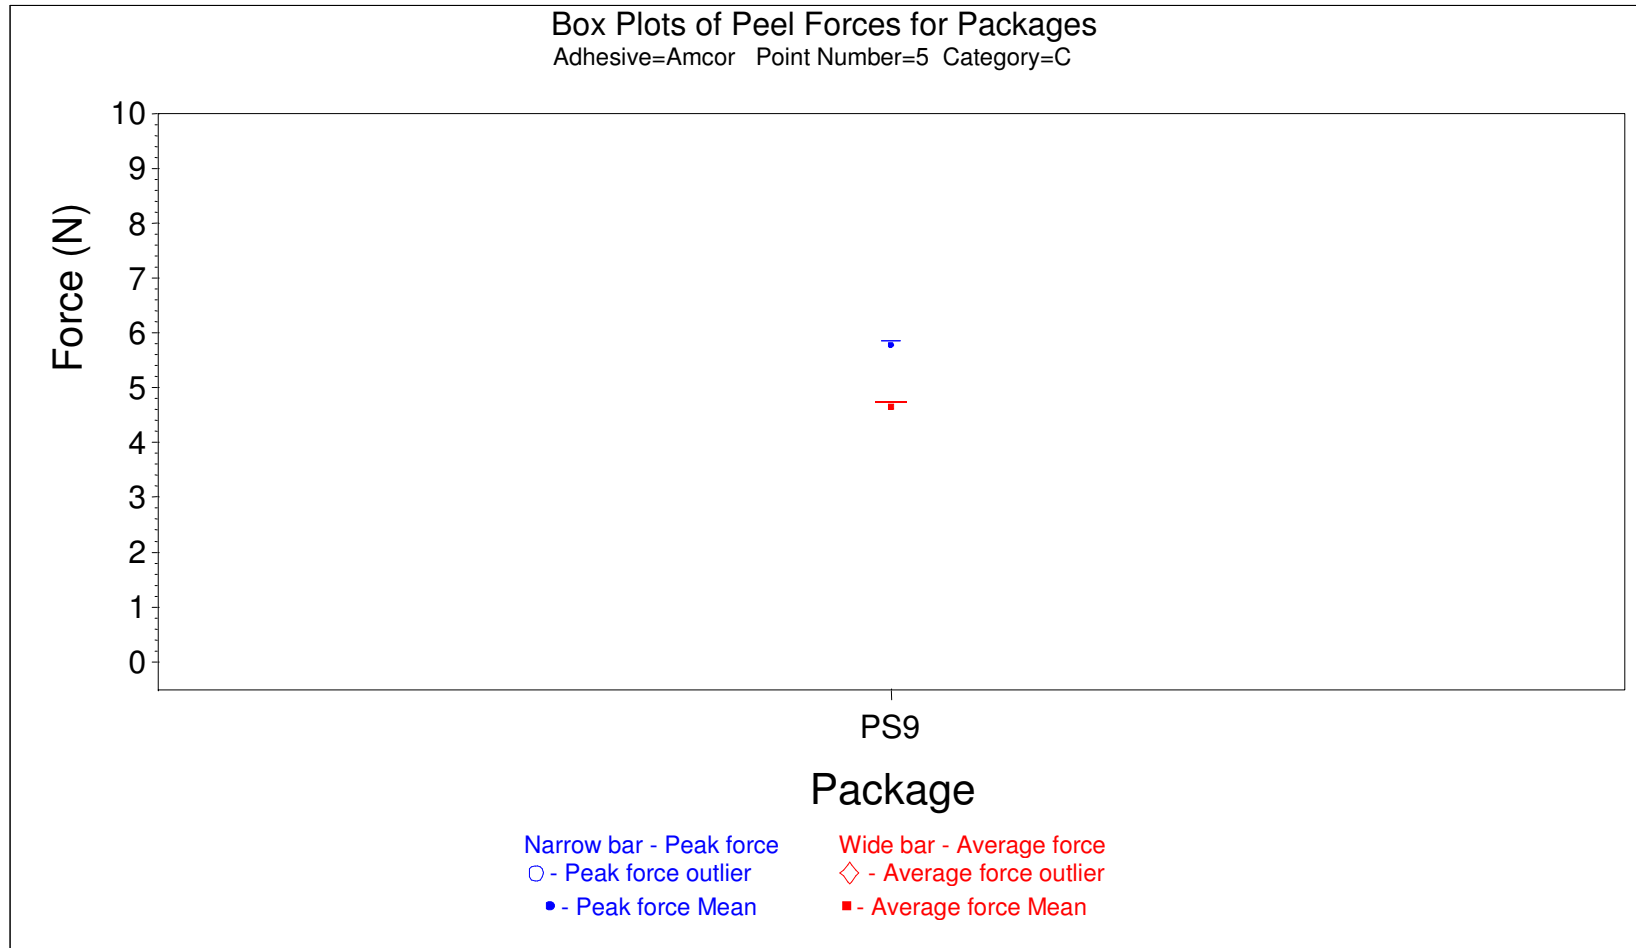 Box Plots of Peel Forces for Packages
Adhesive=Amcor Point Number=5 Category=C
10
9
8
7
6
5
4
3
2
1
0
Force (N)
PS9
Package
Narrow bar - Peak force Wide bar - Average force
- Peak force outlier - Average force outlier
- Peak force Mean - Average force Mean